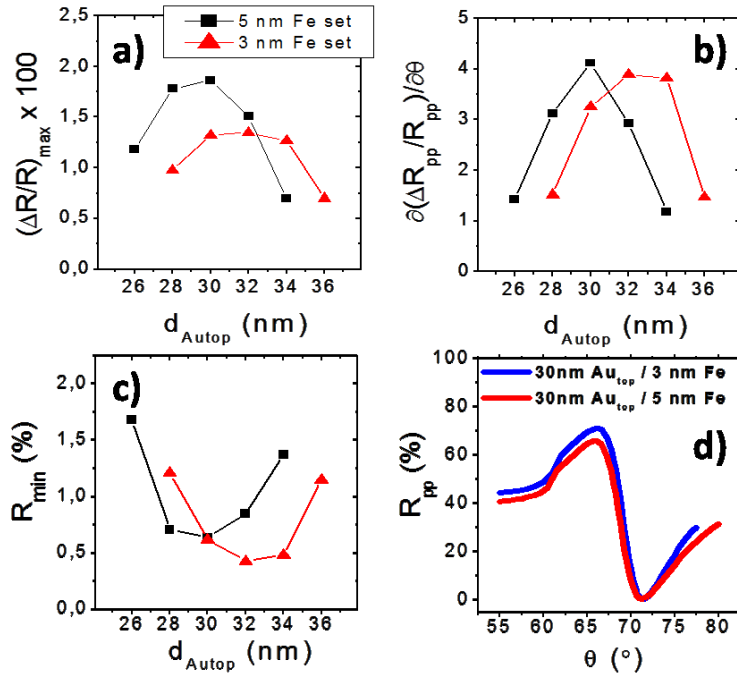 5 nm Fe set
3 nm Fe set
a)
2,0
1,5
1,0
0,5
0,0
(ΔR/R)max x 100
26 28 30 32 34 36
dAutop (nm)
b)
5
4
3
2
1
0
∂(ΔRpp/Rpp)/∂θ
26 28 30 32 34 36
dAutop (nm)
c)
2,0
1,5
1,0
0,5
0,0
Rmin (%)
26 28 30 32 34 36
dAutop (nm)
30nm Autop / 3 nm Fe
30nm Autop / 5 nm Fe
d)
100
80
60
40
20
0
Rpp (%)
55 60 65 70 75 80
θ (°)